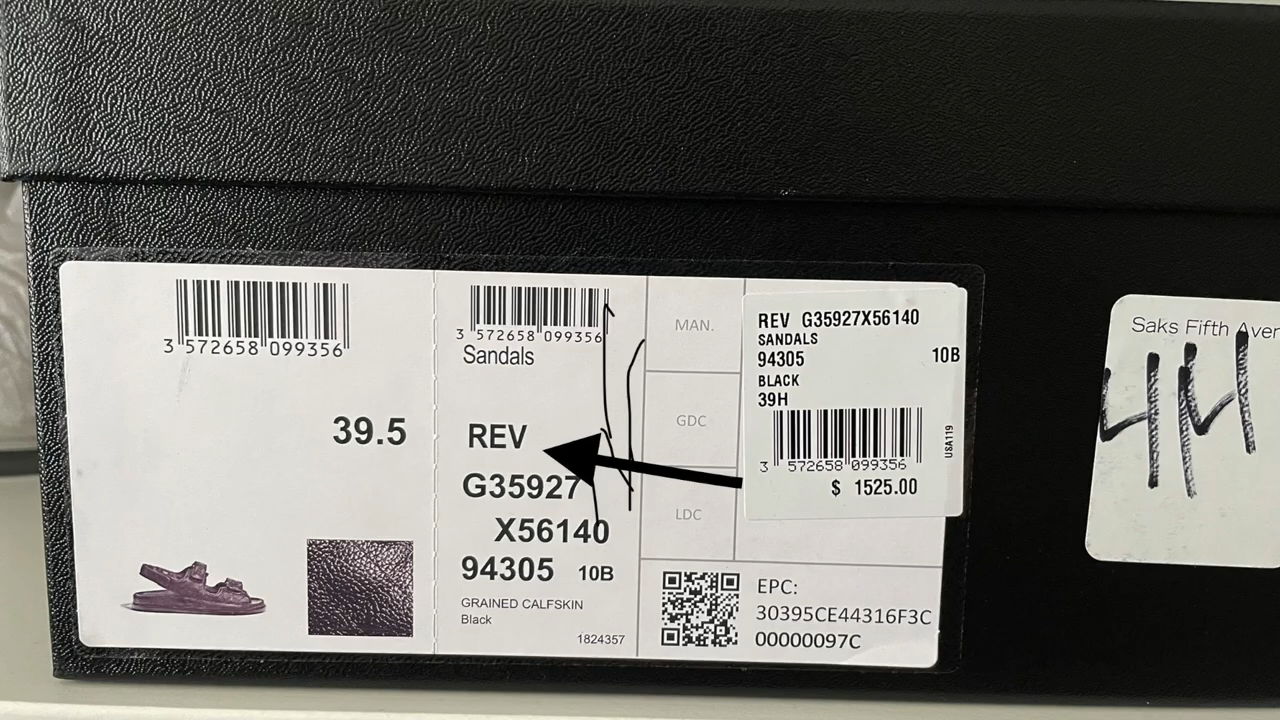 3 572658 099356
39.5
3 572658 099356
Sandals
REV
G35927
X56140
94305 10B
GRAINED CALFSKIN
Black
1824357
MAN.
GDC
LDC
REV G35927X56140
SANDALS
94305 10B
BLACK
39H
3 572658 099356
USA119
$ 1525.00
EPC:
30395CE44316F3C
00000097C
Saks Fifth Aven